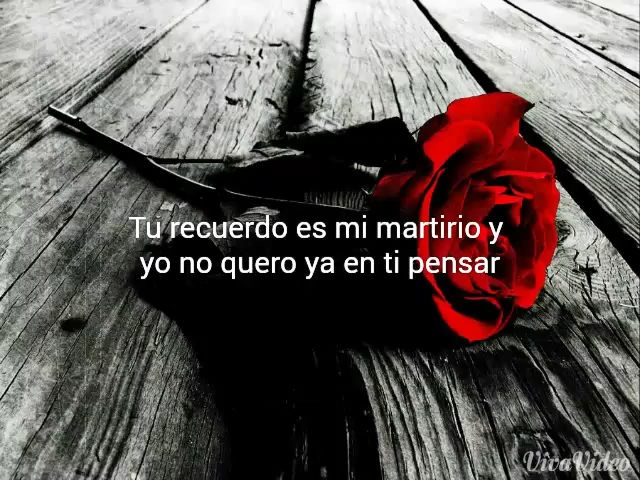 Tu recuerdo es mi martirio y
yo no quero ya en ti pensar
VivaVideo